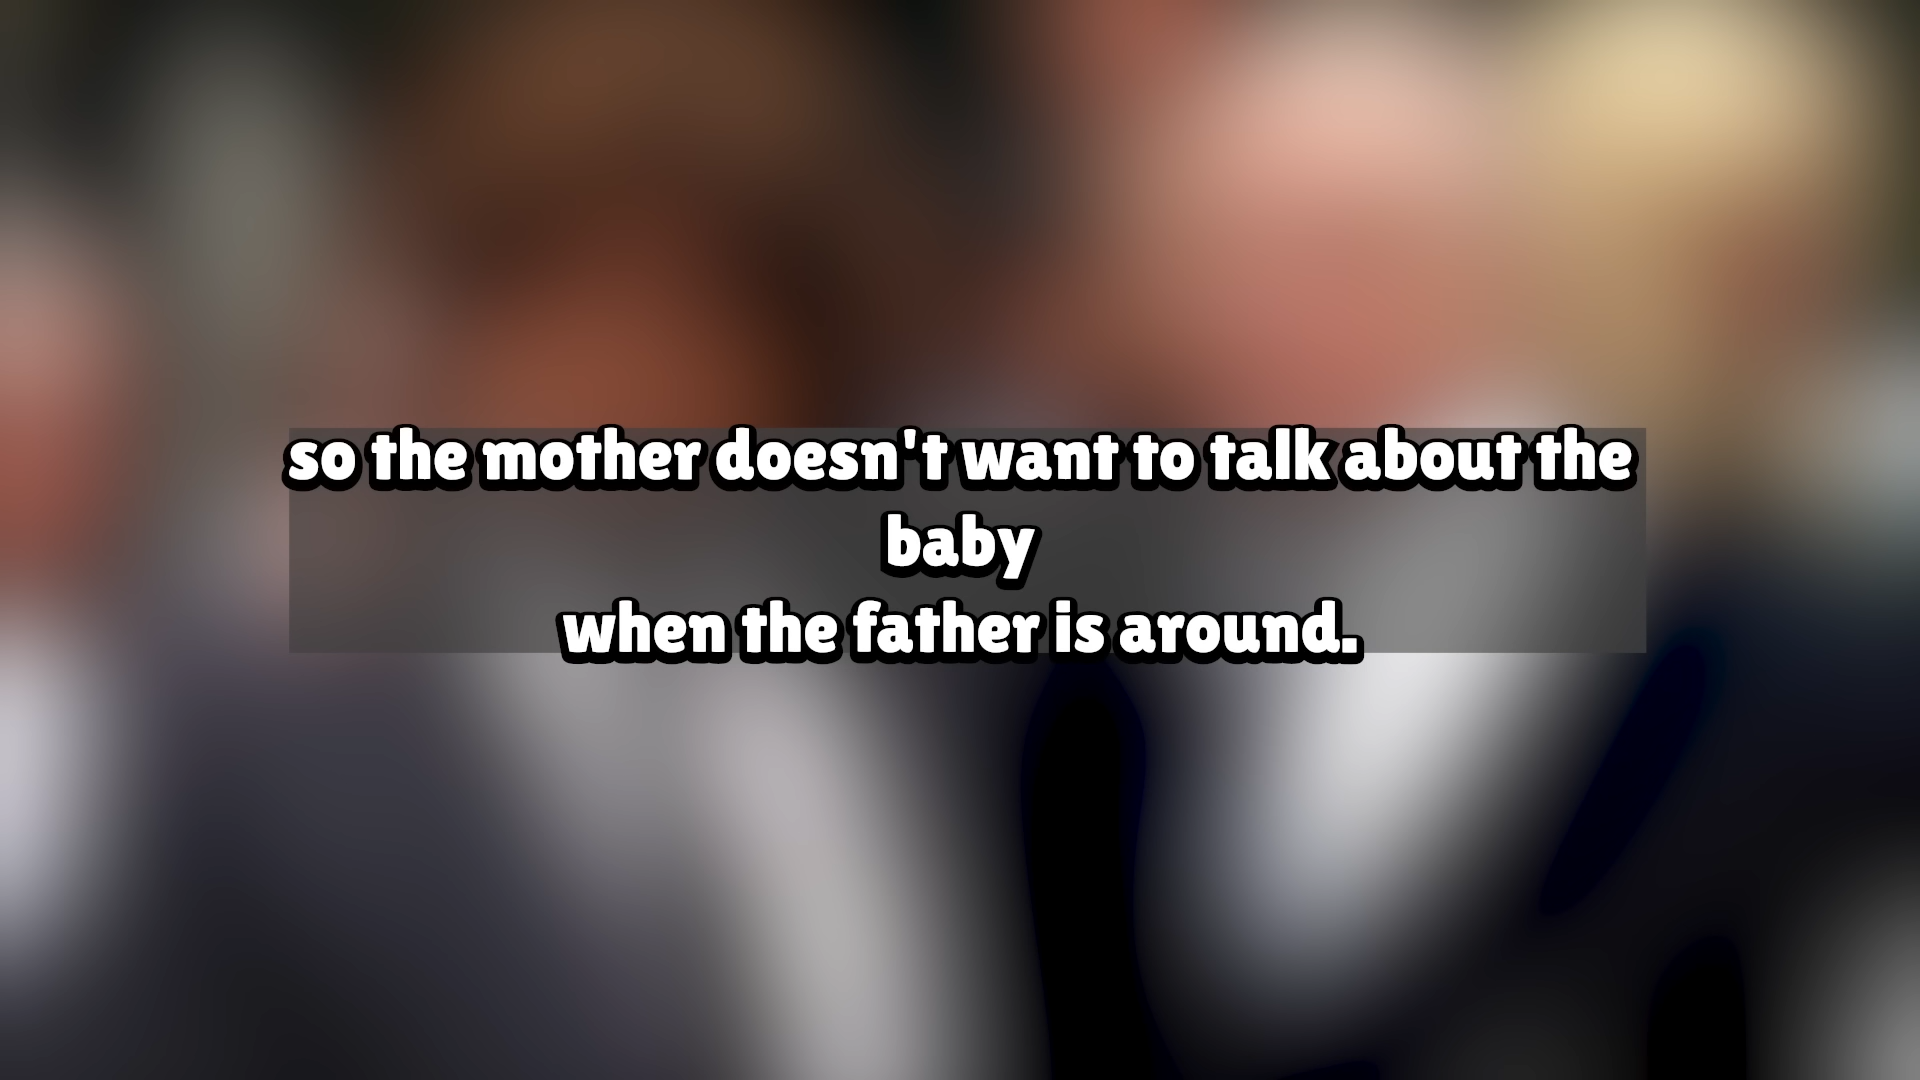 so the mother doesn't want to talk about the
baby
when the father is around.